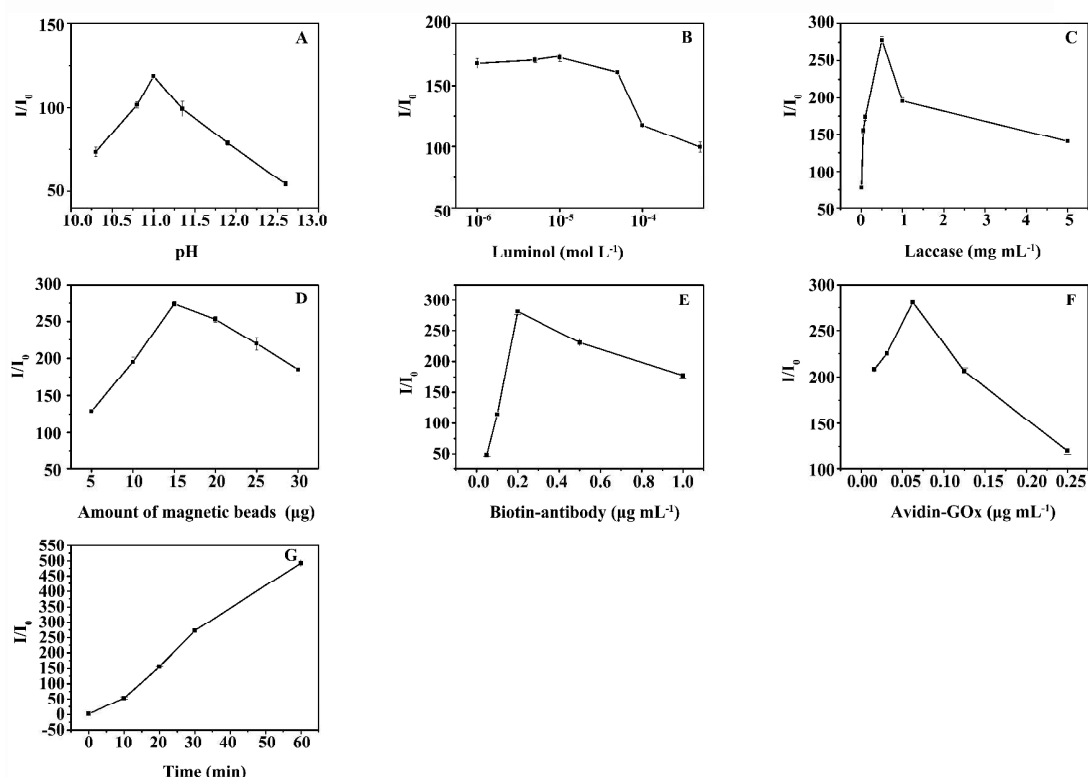 A
I/I₀
150
100
50
10.0 10.5 11.0 11.5 12.0 12.5 13.0
pH
B
I/I₀
200
150
100
50
10⁻⁶ 10⁻⁵ 10⁻⁴
Luminol (mol L⁻¹)
C
I/I₀
300
250
200
150
100
50
0 1 2 3 4 5
Laccase (mg mL⁻¹)
D
I/I₀
300
250
200
150
100
50
5 10 15 20 25 30
Amount of magnetic beads (μg)
E
I/I₀
300
250
200
150
100
50
0.0 0.2 0.4 0.6 0.8 1.0
Biotin-antibody (μg mL⁻¹)
F
I/I₀
300
250
200
150
100
0.00 0.05 0.10 0.15 0.20 0.25
Avidin-GOx (μg mL⁻¹)
G
I/I₀
550
500
450
400
350
300
250
200
150
100
50
0
-50
0 10 20 30 40 50 60
Time (min)